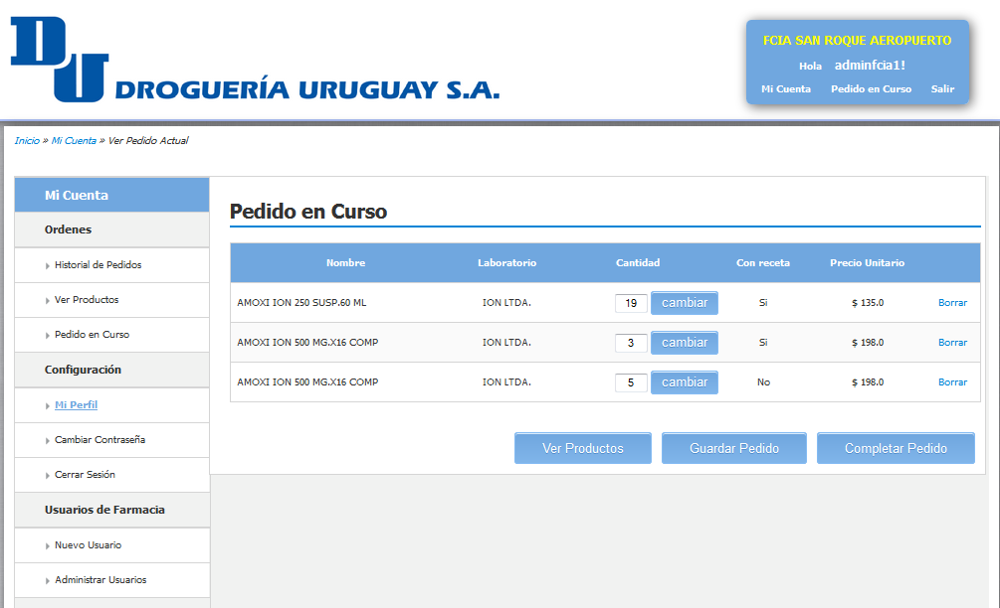 DU
DROGUERÍA URUGUAY S.A.
FCIA SAN ROQUE AEROPUERTO
Hola adminfcia1!
Mi Cuenta Pedido en Curso Salir
Inicio » Mi Cuenta » Ver Pedido Actual
Mi Cuenta
Ordenes
Historial de Pedidos
Ver Productos
Pedido en Curso
Configuración
Mi Perfil
Cambiar Contraseña
Cerrar Sesión
Usuarios de Farmacia
Nuevo Usuario
Administrar Usuarios
Pedido en Curso
Nombre Laboratorio Cantidad Con receta Precio Unitario
AMOXI ION 250 SUSP.60 ML ION LTDA. 19 cambiar Si $ 135.0 Borrar
AMOXI ION 500 MG.X16 COMP ION LTDA. 3 cambiar Si $ 198.0 Borrar
AMOXI ION 500 MG.X16 COMP ION LTDA. 5 cambiar No $ 198.0 Borrar
Ver Productos Guardar Pedido Completar Pedido